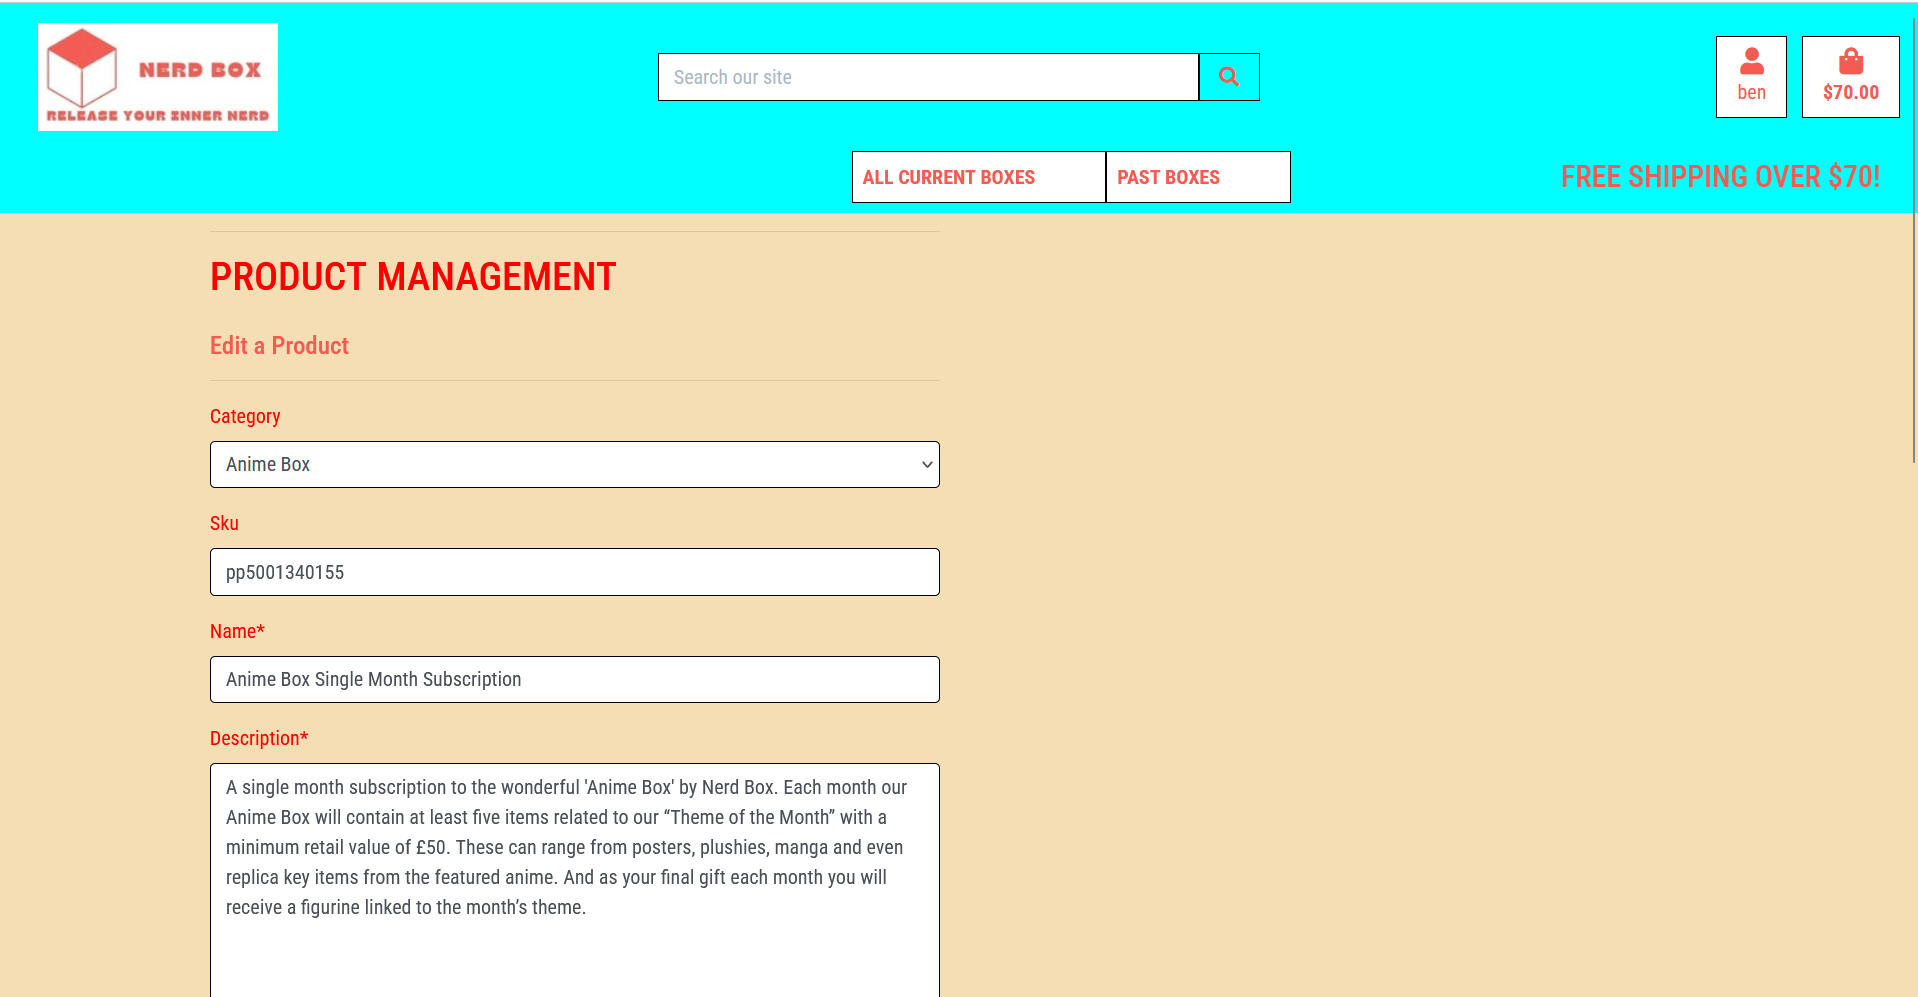 NERD BOX
RELEASE YOUR INNER NERD
Search our site
ben
$70.00
ALL CURRENT BOXES
PAST BOXES
FREE SHIPPING OVER $70!
PRODUCT MANAGEMENT
Edit a Product
Category
Anime Box
Sku
pp5001340155
Name*
Anime Box Single Month Subscription
Description*
A single month subscription to the wonderful 'Anime Box' by Nerd Box. Each month our
Anime Box will contain at least five items related to our “Theme of the Month” with a
minimum retail value of £50. These can range from posters, plushies, manga and even
replica key items from the featured anime. And as your final gift each month you will
receive a figurine linked to the month’s theme.